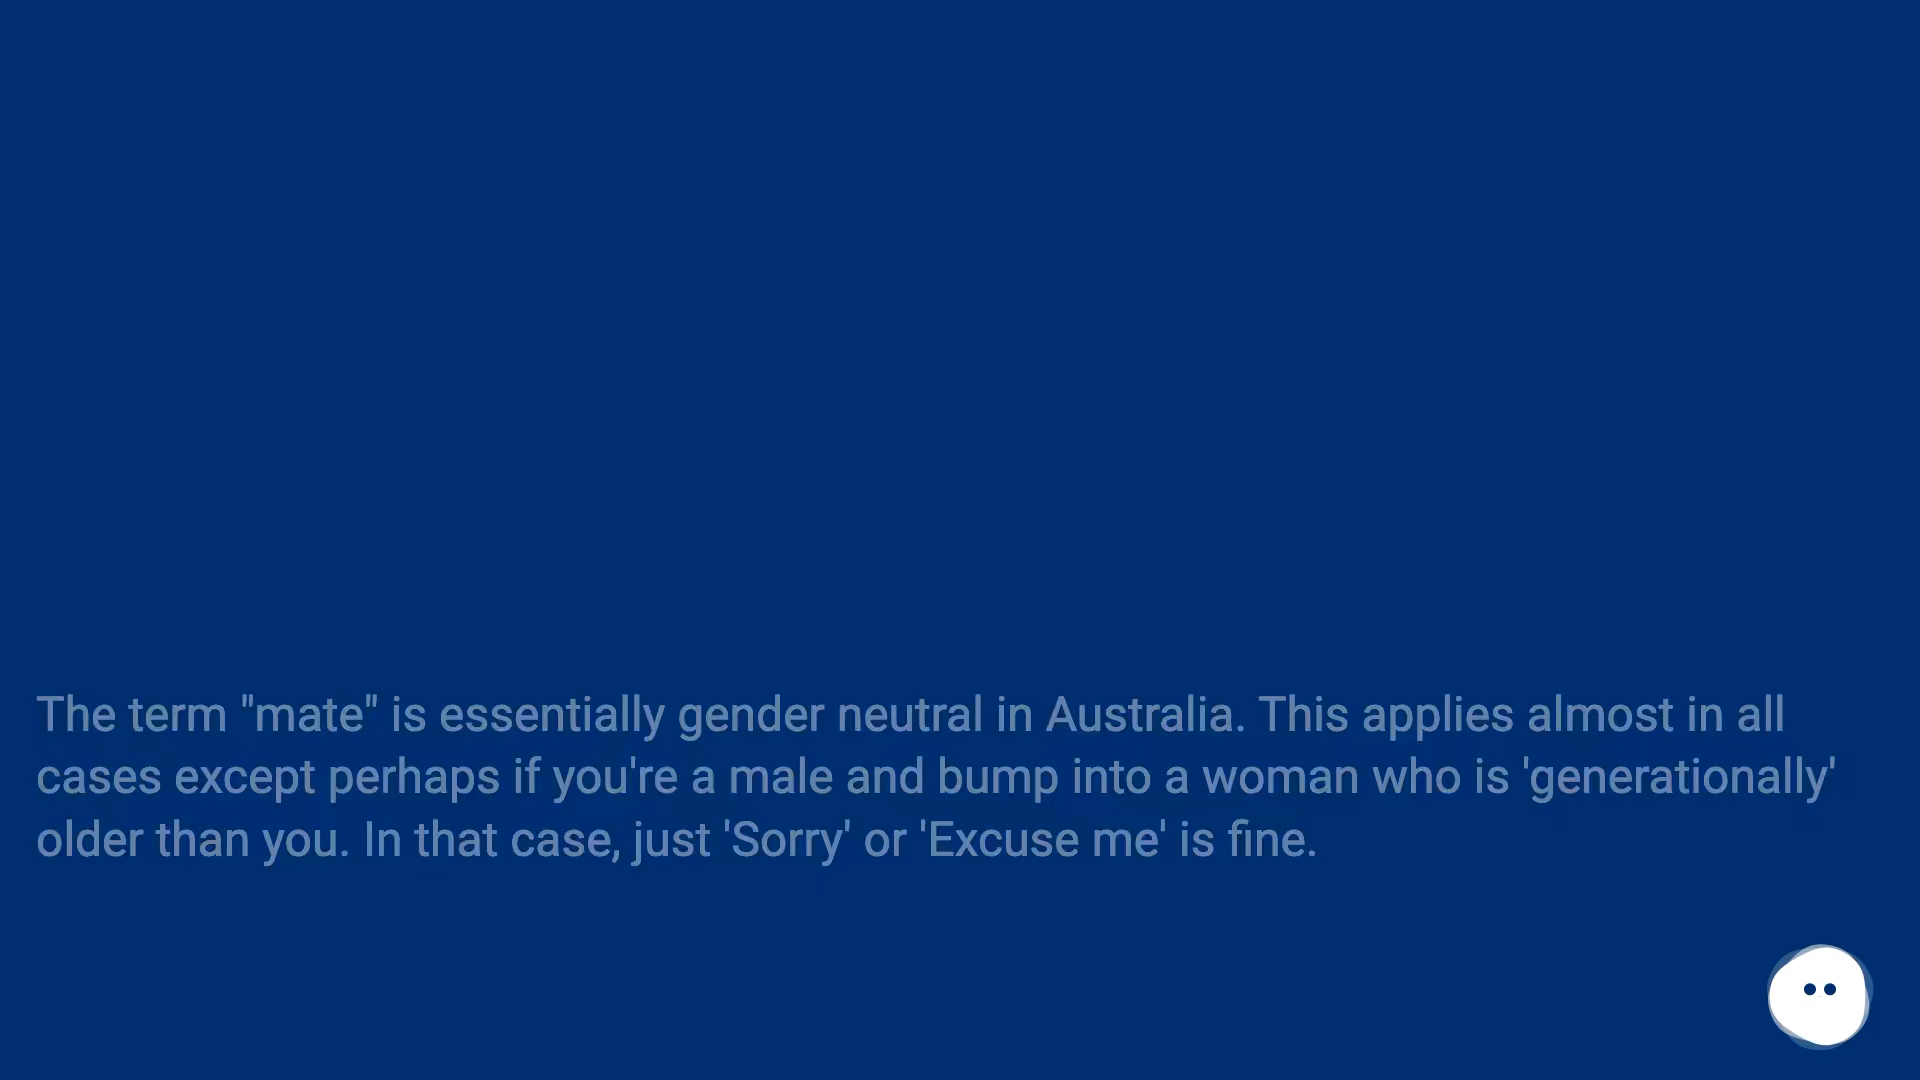 The term "mate" is essentially gender neutral in Australia. This applies almost in all
cases except perhaps if you're a male and bump into a woman who is 'generationally'
older than you. In that case, just 'Sorry' or 'Excuse me' is fine.